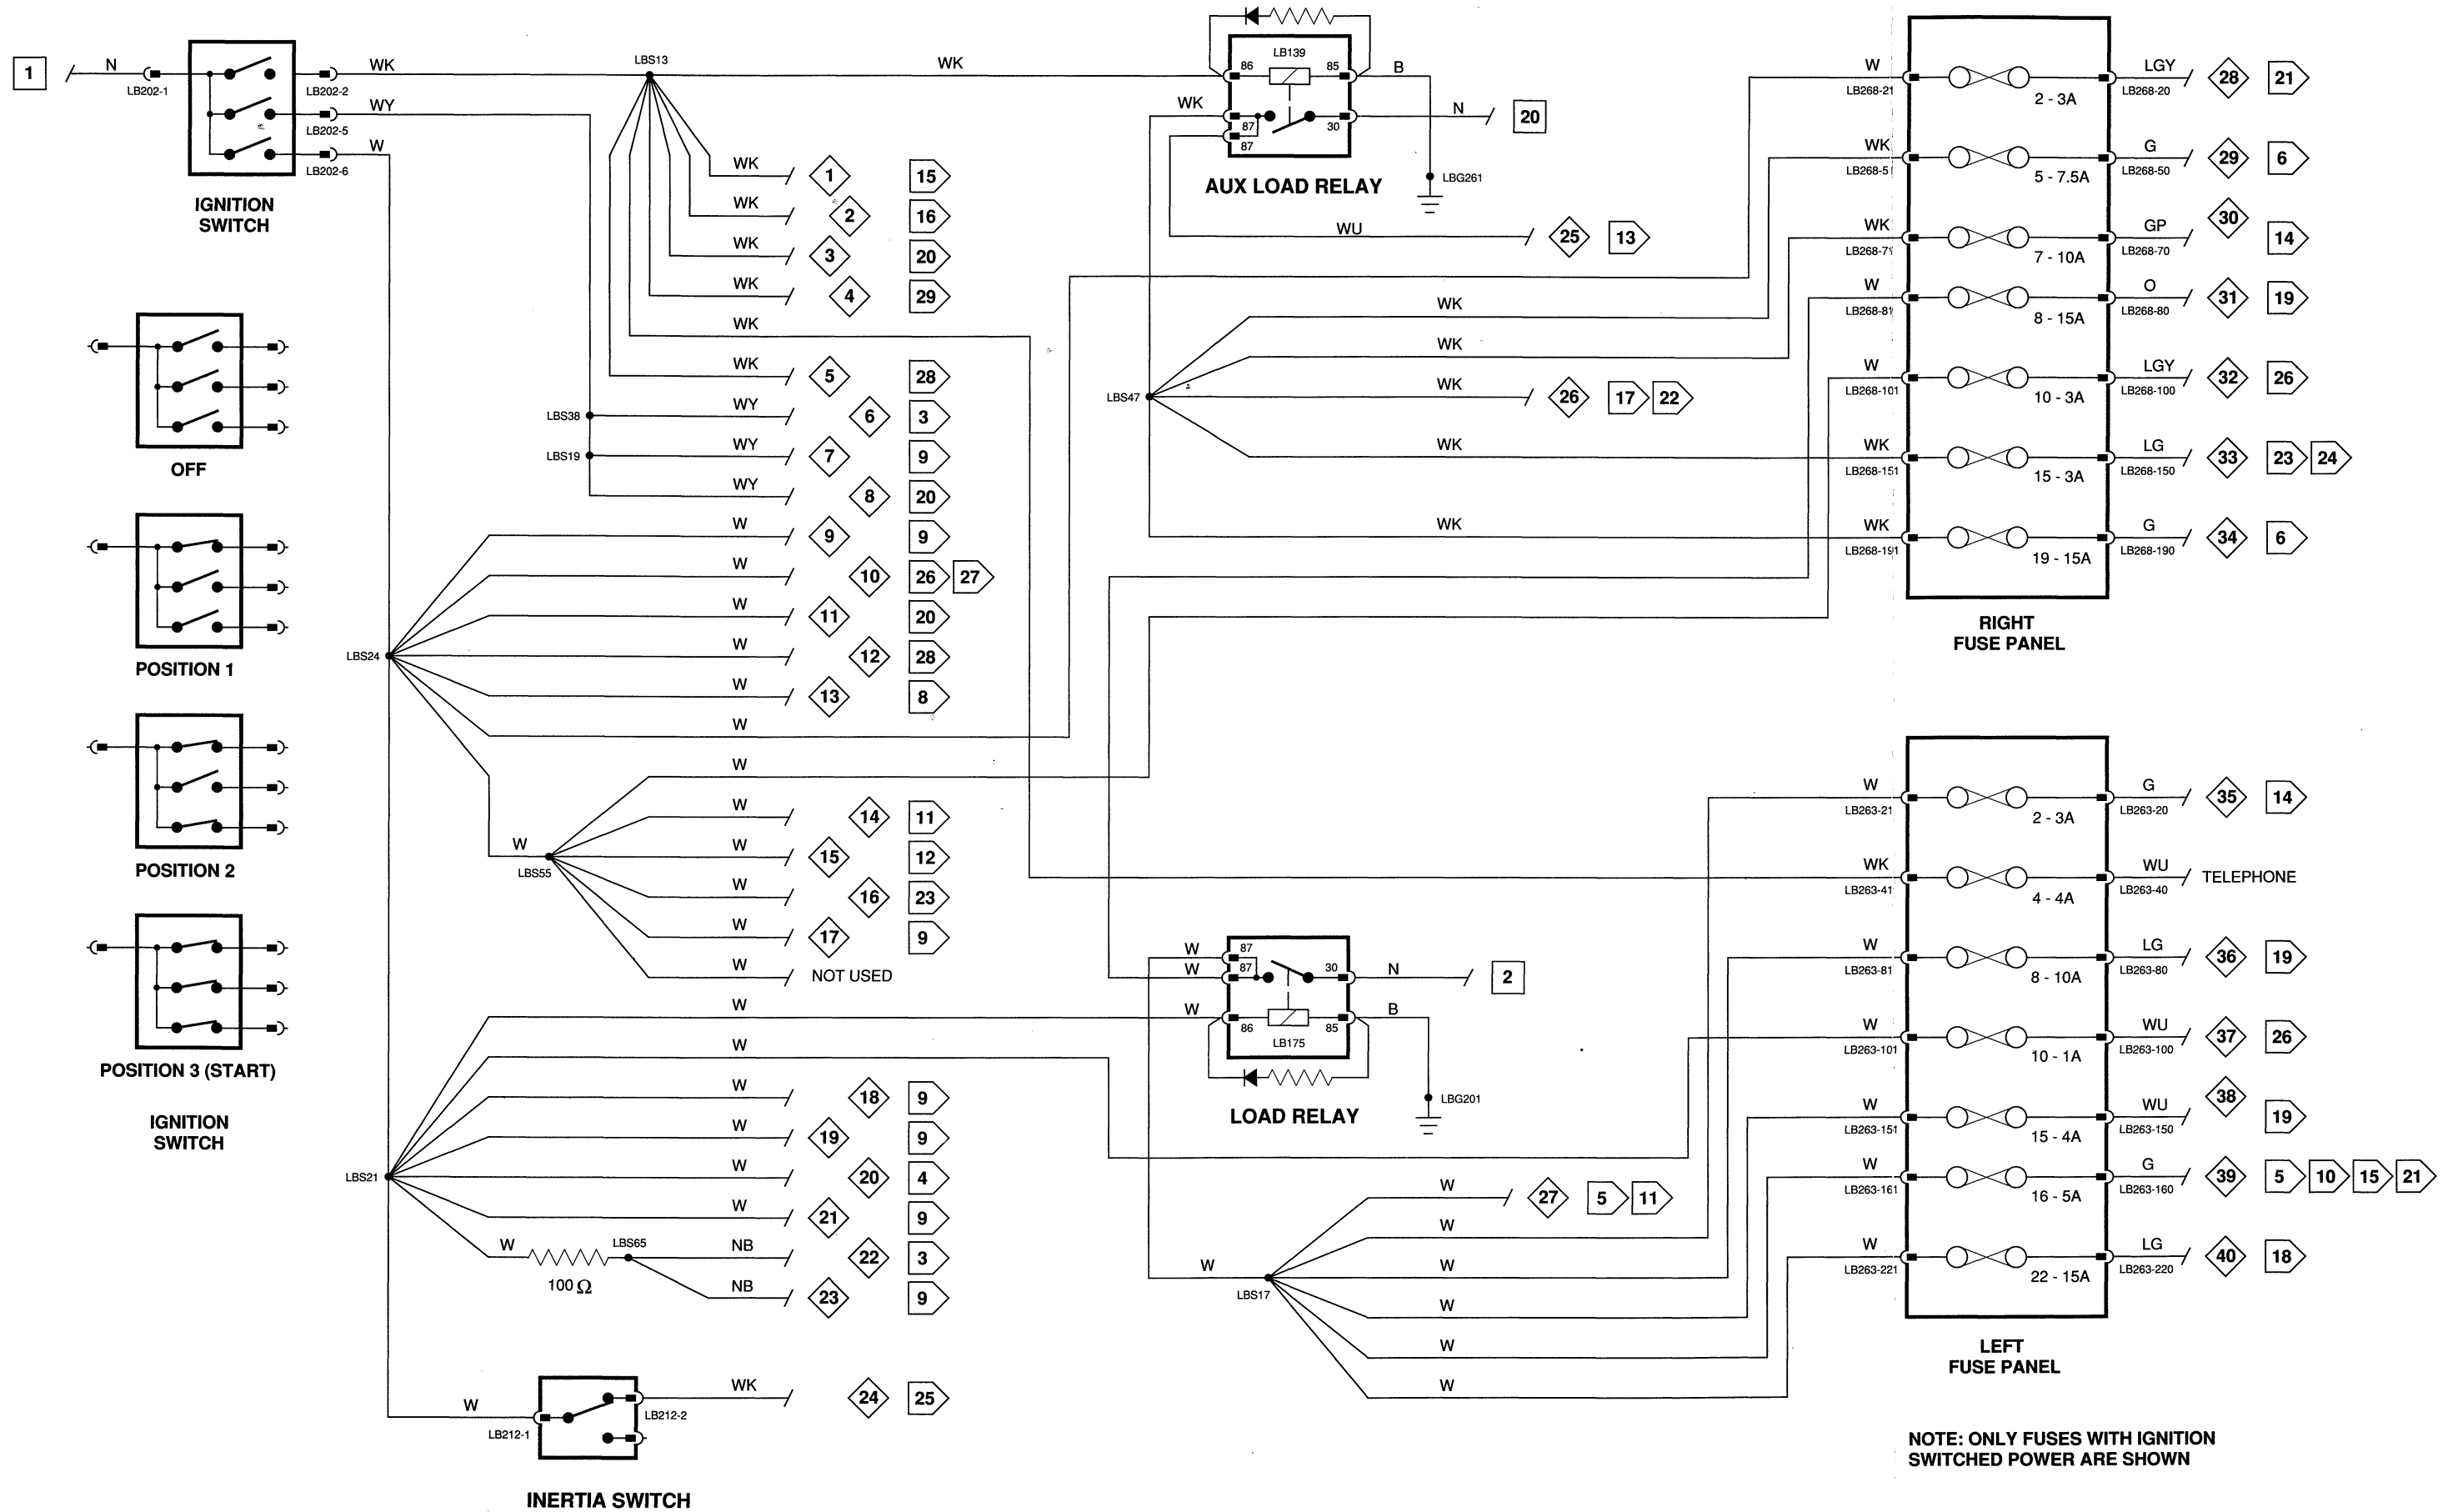 1
N
LB202-1
LB202-2
WK
LB202-5
WY
LB202-6
W
IGNITION
SWITCH
OFF
POSITION 1
POSITION 2
POSITION 3 (START)
IGNITION
SWITCH
LBS13
WK
WK 1 15
WK 2 16
WK 3 20
WK 4 29
WK
WK 5 28
LBS38 WY 6 3
LBS19 WY 7 9
WY 8 20
W 9 9
W 10 26 27
W 11 20
LBS24 W 12 28
W 13 8
W
W
W 14 11
W LBS55 W 15 12
W 16 23
W 17 9
W NOT USED
W
W
W 18 9
W 19 9
LBS21 W 20 4
W 21 9
W 100 Ω LBS65 NB 22 3
NB 23 9
W LB212-1 LB212-2 WK 24 25
INERTIA SWITCH
LB139
86 85 B
WK 87 30 N 20
87
LBG261
AUX LOAD RELAY
WU 25 13
WK
WK
LBS47 WK 26 17 22
WK
WK
W 87
W 87 30 N 2
W 86 85 B
LB175
LBG201
LOAD RELAY
W 27 5 11
W
W LBS17 W
W
W
W
W LB268-21 2 - 3A LGY LB268-20 28 21
WK LB268-51 5 - 7.5A G LB268-50 29 6
WK LB268-71 7 - 10A GP LB268-70 30 14
W LB268-81 8 - 15A O LB268-80 31 19
W LB268-101 10 - 3A LGY LB268-100 32 26
WK LB268-151 15 - 3A LG LB268-150 33 23 24
WK LB268-191 19 - 15A G LB268-190 34 6
RIGHT
FUSE PANEL
W LB263-21 2 - 3A G LB263-20 35 14
WK LB263-41 4 - 4A WU LB263-40 TELEPHONE
W LB263-81 8 - 10A LG LB263-80 36 19
W LB263-101 10 - 1A WU LB263-100 37 26
W LB263-151 15 - 4A WU LB263-150 38 19
W LB263-161 16 - 5A G LB263-160 39 5 10 15 21
W LB263-221 22 - 15A LG LB263-220 40 18
LEFT
FUSE PANEL
NOTE: ONLY FUSES WITH IGNITION
SWITCHED POWER ARE SHOWN